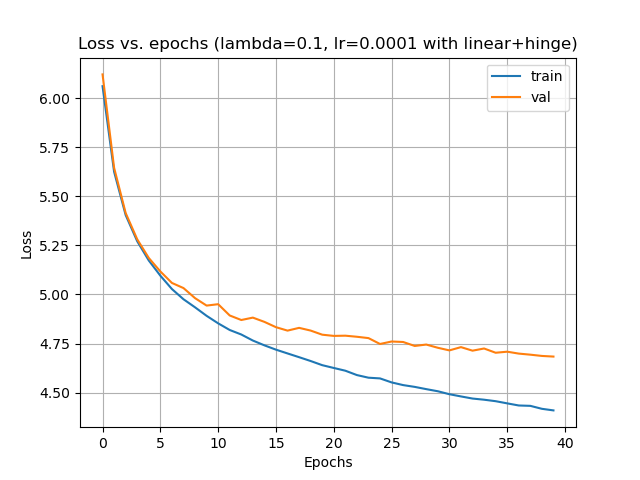 Loss vs. epochs (lambda=0.1, lr=0.0001 with linear+hinge)
train
val
6.00
5.75
5.50
5.25
5.00
4.75
4.50
Loss
0 5 10 15 20 25 30 35 40
Epochs